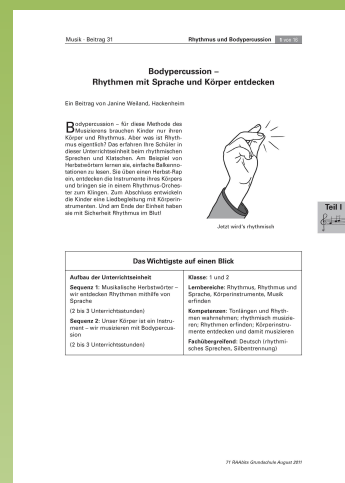 Musik · Beitrag 31
Rhythmus und Bodypercussion
1 von 16
Bodypercussion –
Rhythmen mit Sprache und Körper entdecken
Ein Beitrag von Janine Weiland, Hackenheim
Bodypercussion – für diese Methode des
Musizierens brauchen Kinder nur ihren
Körper und Rhythmus. Aber was ist Rhyth-
mus eigentlich? Das erfahren Ihre Schüler in
dieser Unterrichtseinheit beim rhythmischen
Sprechen und Klatschen. Am Beispiel von
Herbstwörtern lernen sie, einfache Balkenno-
tationen zu lesen. Sie üben einen Herbst-Rap
ein, entdecken die Instrumente ihres Körpers
und bringen sie in einem Rhythmus-Orches-
ter zum Klingen. Zum Abschluss entwickeln
die Kinder eine Liedbegleitung mit Körperin-
strumenten. Und am Ende der Einheit haben
sie mit Sicherheit Rhythmus im Blut!
Jetzt wird's rhythmisch
Teil I
Das Wichtigste auf einen Blick
Aufbau der Unterrichtseinheit
Sequenz 1: Musikalische Herbstwörter –
wir entdecken Rhythmen mithilfe von
Sprache
(2 bis 3 Unterrichtsstunden)
Sequenz 2: Unser Körper ist ein Instru-
ment – wir musizieren mit Bodypercus-
sion
(2 bis 3 Unterrichtsstunden)
Klasse: 1 und 2
Lernbereiche: Rhythmus, Rhythmus und
Sprache, Körperinstrumente, Musik
erfinden
Kompetenzen: Tonlängen und Rhyth-
men wahrnehmen; rhythmisch musizie-
ren; Rhythmen erfinden; Körperinstru-
mente entdecken und damit musizieren
Fachübergreifend: Deutsch (rhythmi-
sches Sprechen, Silbentrennung)
71 RAAbits Grundschule August 2011